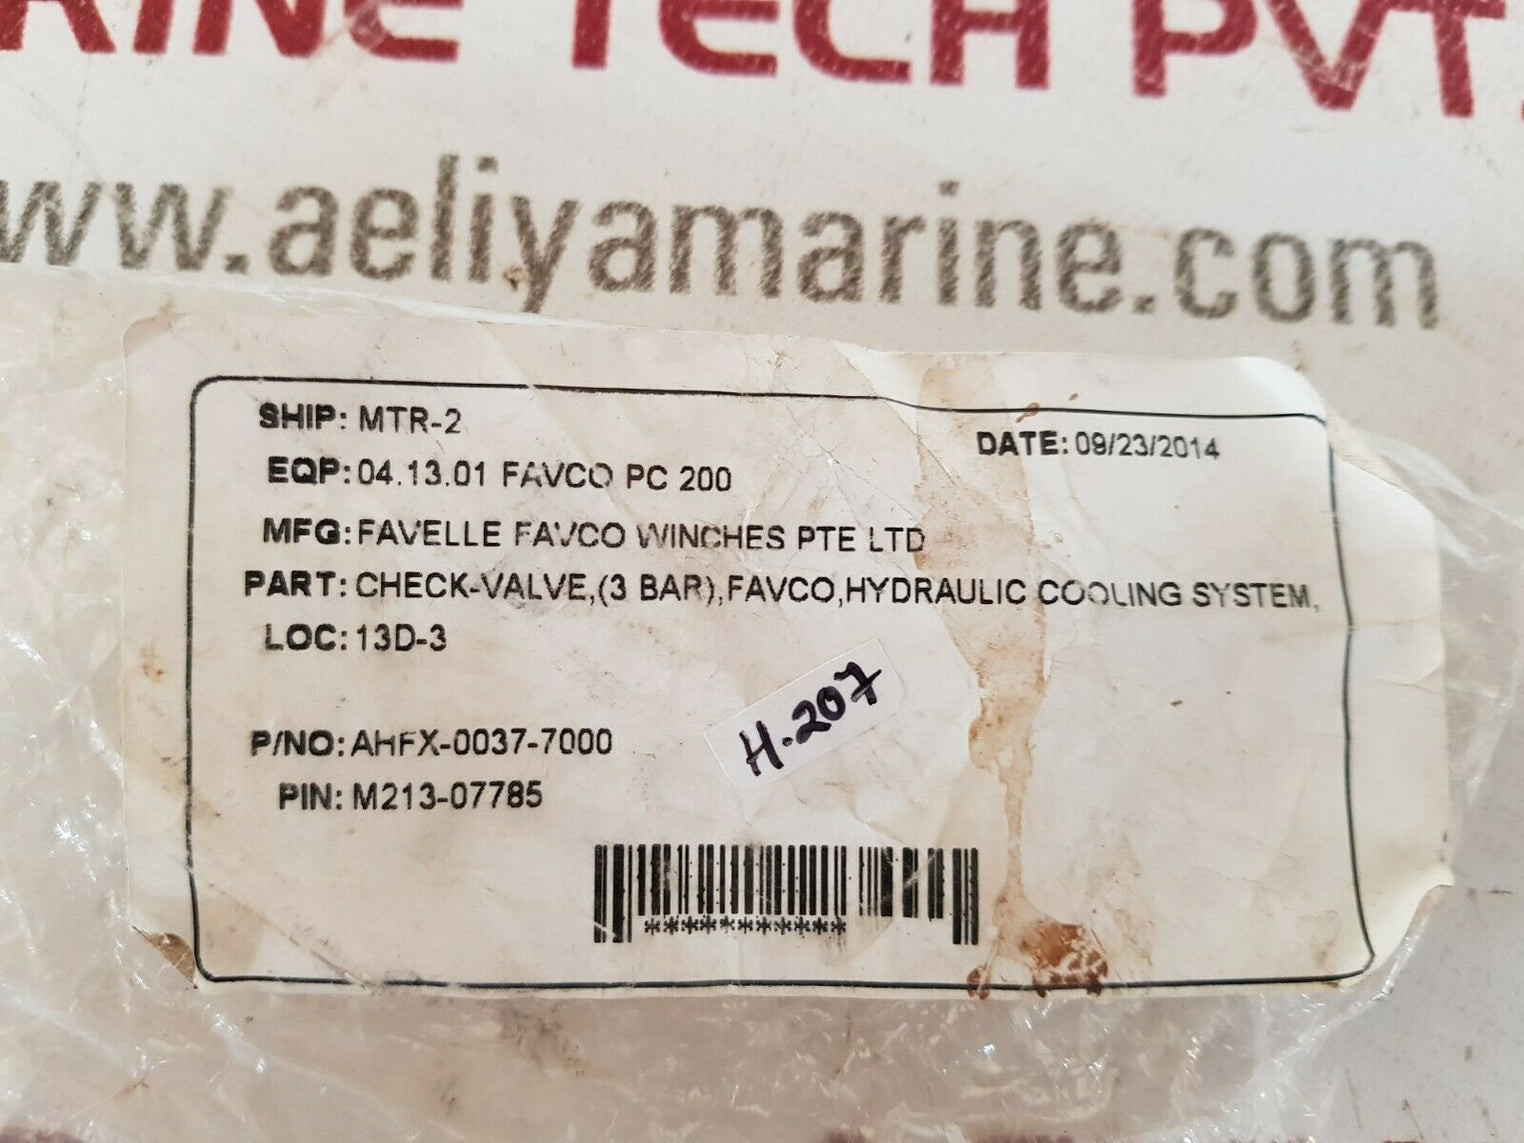 RINE TECH PVT.
ww.aeliyamarine.com
SHIP: MTR-2
DATE: 09/23/2014
EQP: 04.13.01 FAVCO PC 200
MFG: FAVELLE FAVCO WINCHES PTE LTD
PART: CHECK-VALVE,(3 BAR),FAVCO,HYDRAULIC COOLING SYSTEM,
LOC: 13D-3
H-207
P/NO: AHFX-0037-7000
PIN: M213-07785
***********